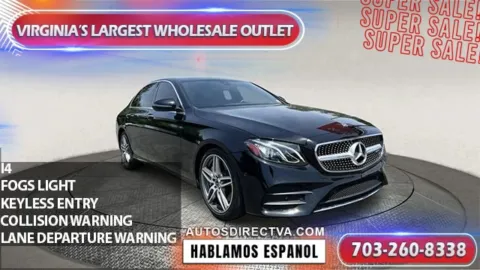 VIRGINIA'S LARGEST WHOLESALE OUTLET
SUPER SALE!
SUPER SALE!
SUPER SALE!
I4
FOGS LIGHT
KEYLESS ENTRY
COLLISION WARNING
LANE DEPARTURE WARNING
AUTOSDIRECTVA.COM
HABLAMOS ESPANOL
703-260-8338